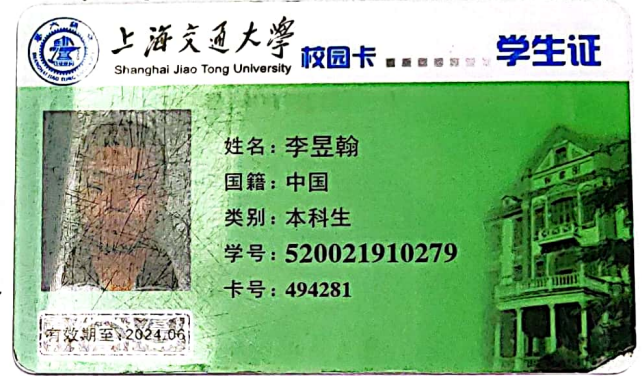 上海交通大學
Shanghai Jiao Tong University
校园卡 学生证
姓名：李昱翰
国籍：中国
类别：本科生
学号：520021910279
卡号：494281
有效期至：2024.06